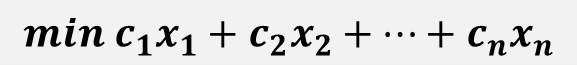 min c₁x₁ + c₂x₂ + ⋯ + cₙxₙ